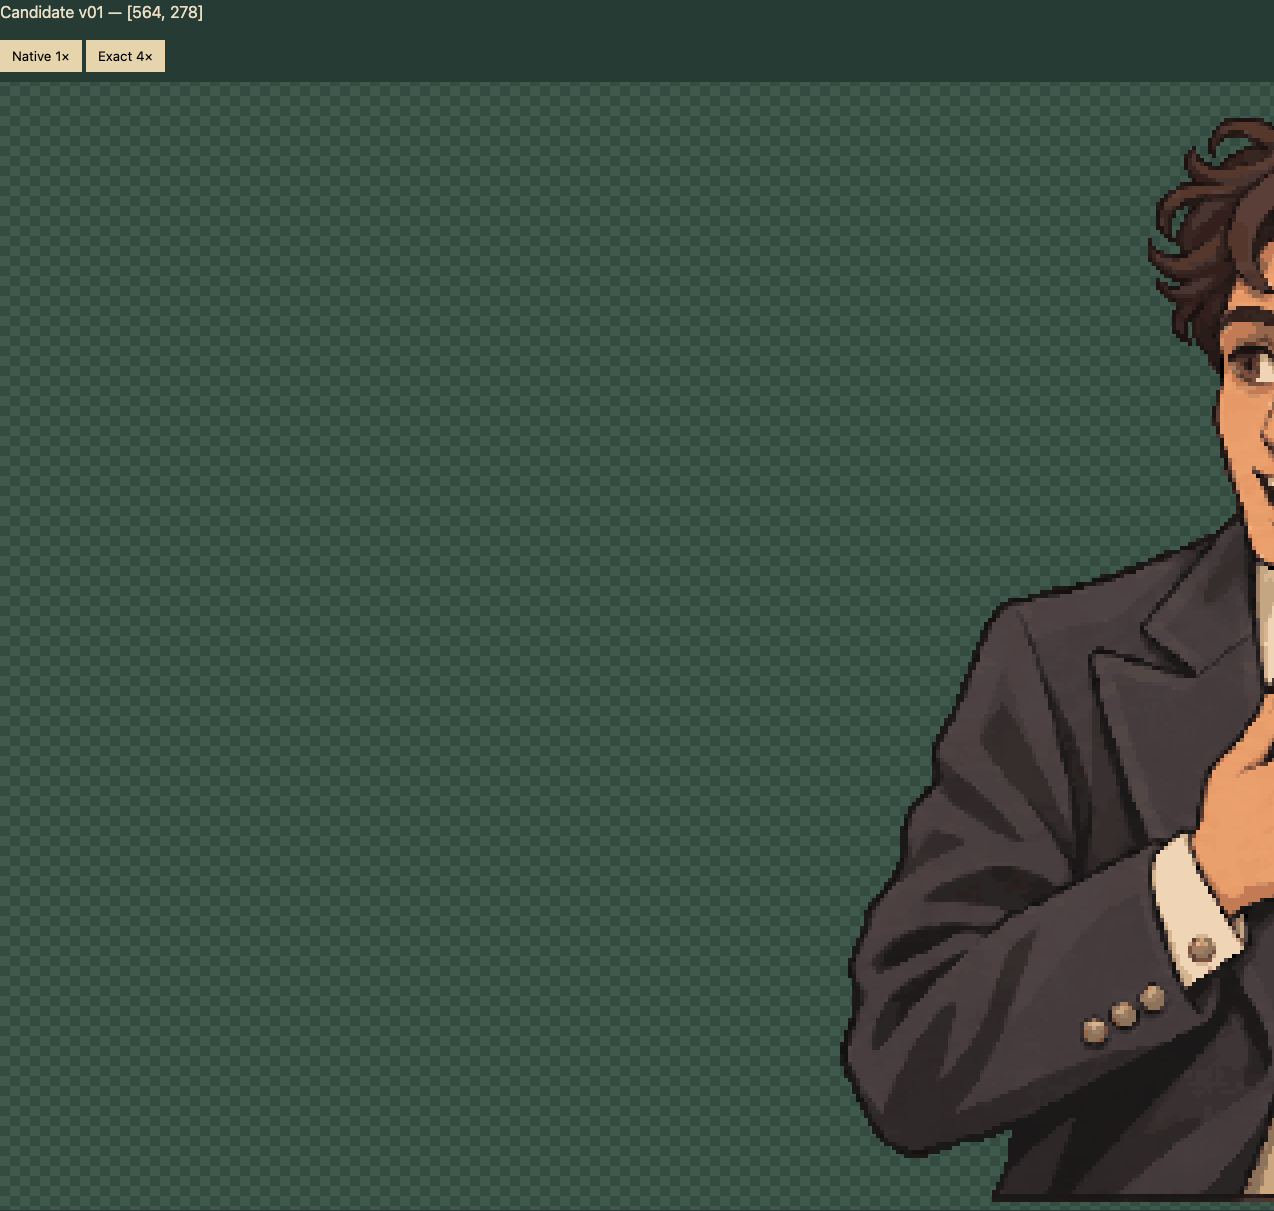 Candidate v01 — [564, 278]
Native 1× Exact 4×